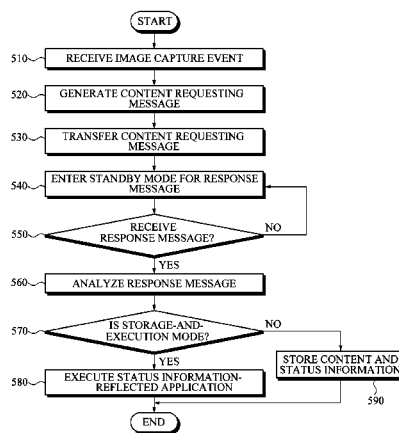 START
510
RECEIVE IMAGE CAPTURE EVENT
520
GENERATE CONTENT REQUESTING
MESSAGE
530
TRANSFER CONTENT REQUESTING
MESSAGE
540
ENTER STANDBY MODE FOR RESPONSE
MESSAGE
550
RECEIVE
RESPONSE MESSAGE?
NO
YES
560
ANALYZE RESPONSE MESSAGE
570
IS STORAGE-AND-
EXECUTION MODE?
NO
YES
580
EXECUTE STATUS INFORMATION-
REFLECTED APPLICATION
STORE CONTENT AND
STATUS INFORMATION
590
END